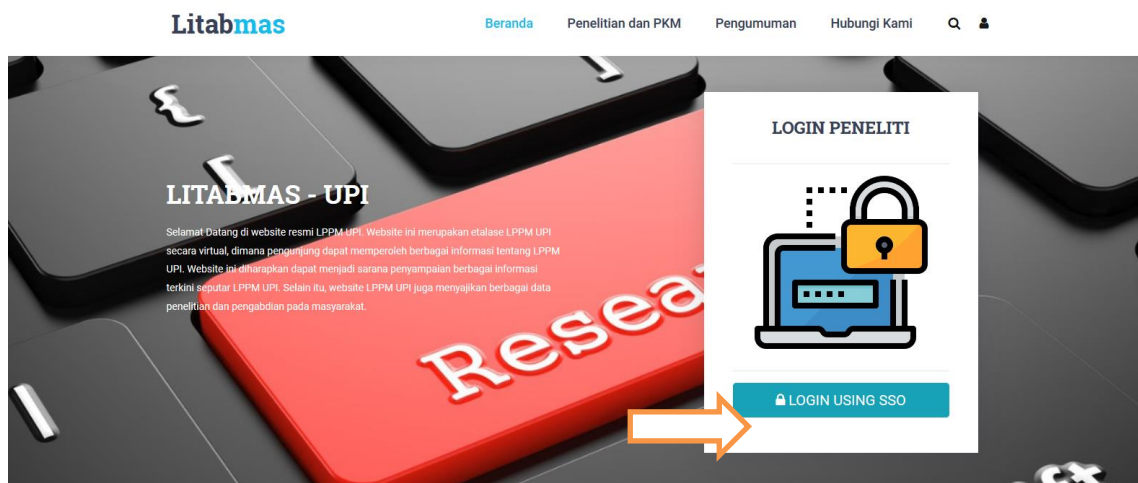 Litabmas
Beranda Penelitian dan PKM Pengumuman Hubungi Kami
LOGIN PENELITI
LITABMAS - UPI
Selamat Datang di website resmi LPPM UPI. Website ini merupakan etalase LPPM UPI
secara virtual, dimana pengunjung dapat memperoleh berbagai informasi tentang LPPM
UPI. Website ini diharapkan dapat menjadi sarana penyampaian berbagai informasi
terkini seputar LPPM UPI. Selain itu, website LPPM UPI juga menyajikan berbagai data
penelitian dan pengabdian pada masyarakat.
Resea
LOGIN USING SSO